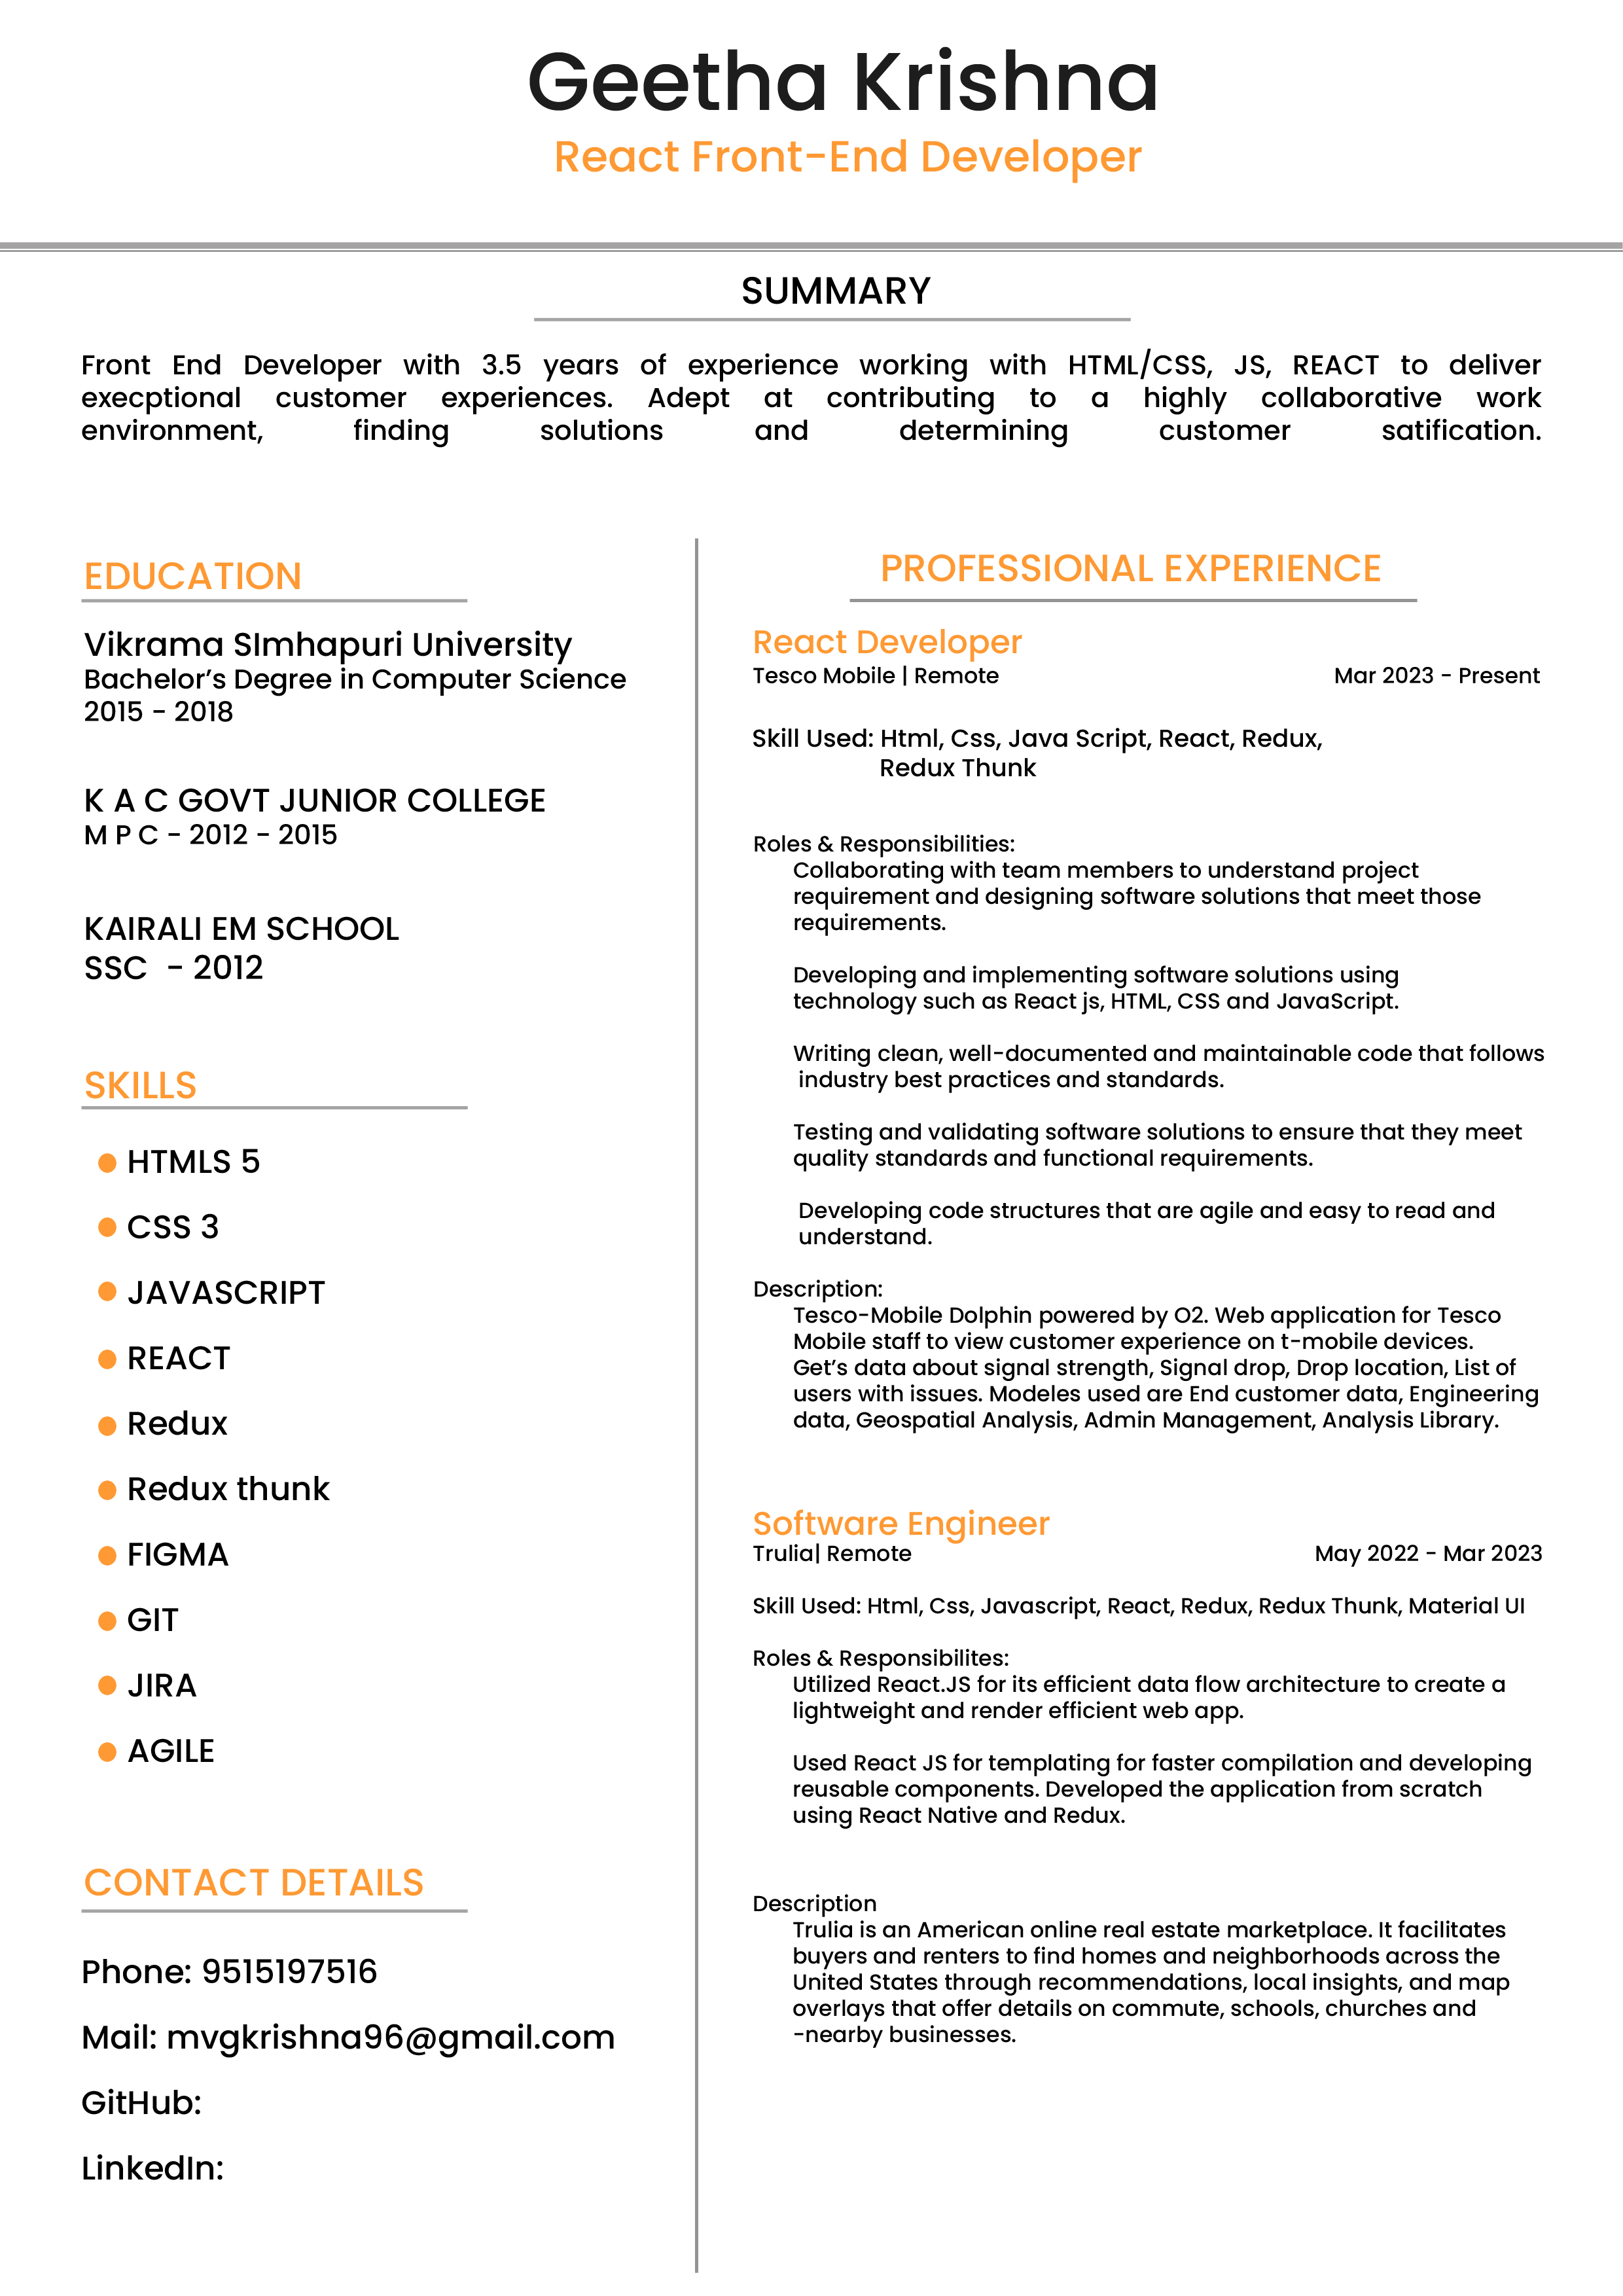 Geetha Krishna
React Front-End Developer
SUMMARY
Front End Developer with 3.5 years of experience working with HTML/CSS, JS, REACT to deliver
execptional customer experiences. Adept at contributing to a highly collaborative work
environment, finding solutions and determining customer satification.
EDUCATION
Vikrama SImhapuri University
Bachelor’s Degree in Computer Science
2015 - 2018
K A C GOVT JUNIOR COLLEGE
M P C - 2012 - 2015
KAIRALI EM SCHOOL
SSC - 2012
SKILLS
HTMLS 5
CSS 3
JAVASCRIPT
REACT
Redux
Redux thunk
FIGMA
GIT
JIRA
AGILE
CONTACT DETAILS
Phone: 9515197516
Mail: mvgkrishna96@gmail.com
GitHub:
LinkedIn:
PROFESSIONAL EXPERIENCE
React Developer
Tesco Mobile | Remote Mar 2023 - Present
Skill Used: Html, Css, Java Script, React, Redux,
Redux Thunk
Roles & Responsibilities:
Collaborating with team members to understand project
requirement and designing software solutions that meet those
requirements.
Developing and implementing software solutions using
technology such as React js, HTML, CSS and JavaScript.
Writing clean, well-documented and maintainable code that follows
industry best practices and standards.
Testing and validating software solutions to ensure that they meet
quality standards and functional requirements.
Developing code structures that are agile and easy to read and
understand.
Description:
Tesco-Mobile Dolphin powered by O2. Web application for Tesco
Mobile staff to view customer experience on t-mobile devices.
Get’s data about signal strength, Signal drop, Drop location, List of
users with issues. Modeles used are End customer data, Engineering
data, Geospatial Analysis, Admin Management, Analysis Library.
Software Engineer
Trulia| Remote May 2022 - Mar 2023
Skill Used: Html, Css, Javascript, React, Redux, Redux Thunk, Material UI
Roles & Responsibilites:
Utilized React.JS for its efficient data flow architecture to create a
lightweight and render efficient web app.
Used React JS for templating for faster compilation and developing
reusable components. Developed the application from scratch
using React Native and Redux.
Description
Trulia is an American online real estate marketplace. It facilitates
buyers and renters to find homes and neighborhoods across the
United States through recommendations, local insights, and map
overlays that offer details on commute, schools, churches and
-nearby businesses.